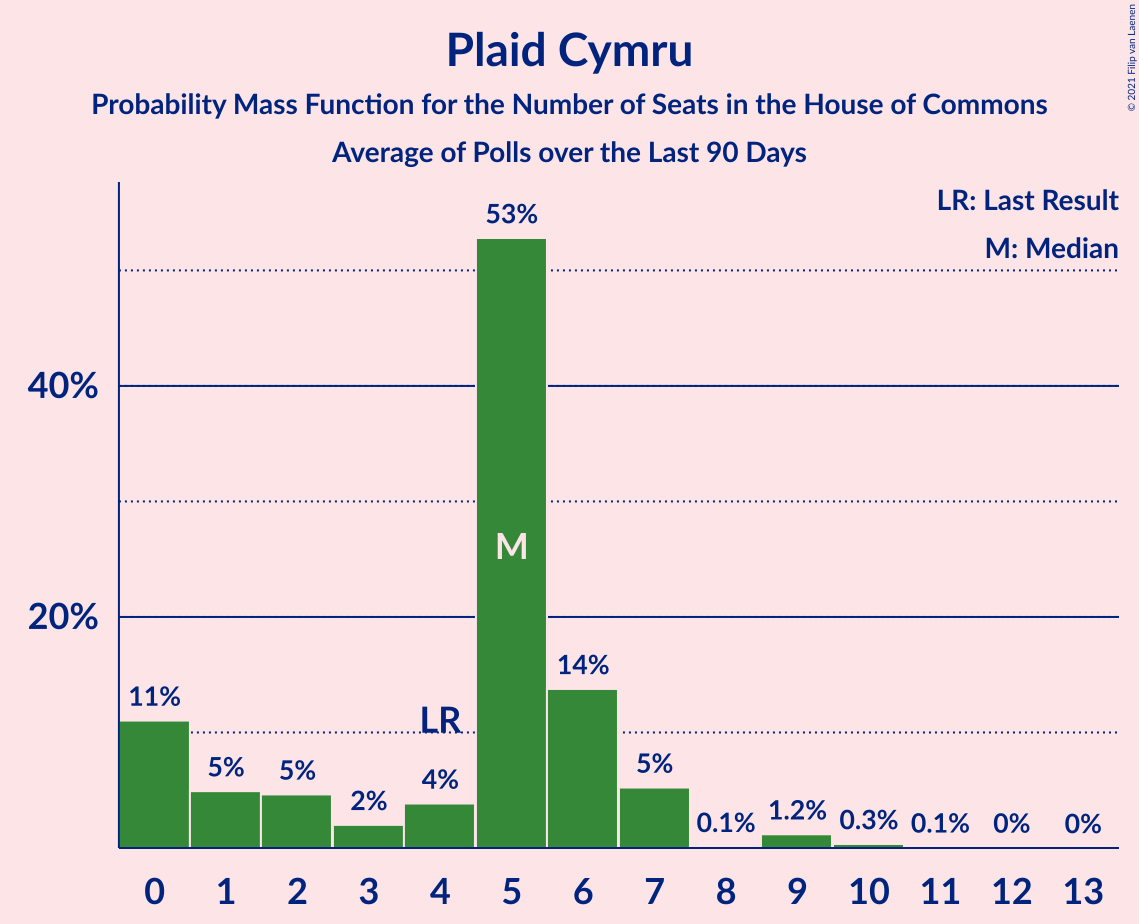 Plaid Cymru
Probability Mass Function for the Number of Seats in the House of Commons
Average of Polls over the Last 90 Days
© 2021 Filip van Laenen
LR: Last Result
M: Median
40%
20%
11%
5%
5%
2%
LR
4%
53%
M
14%
5%
0.1%
1.2%
0.3%
0.1%
0%
0%
0 1 2 3 4 5 6 7 8 9 10 11 12 13